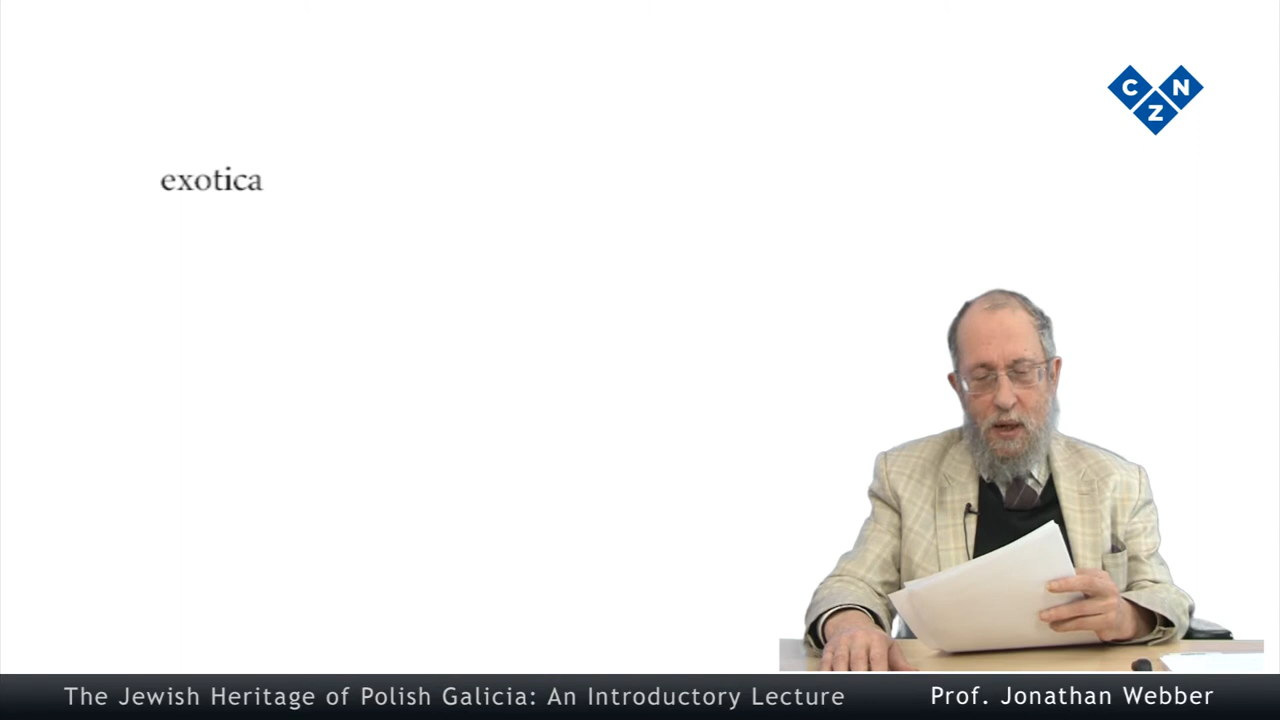 C N
Z
exotica
The Jewish Heritage of Polish Galicia: An Introductory Lecture
Prof. Jonathan Webber